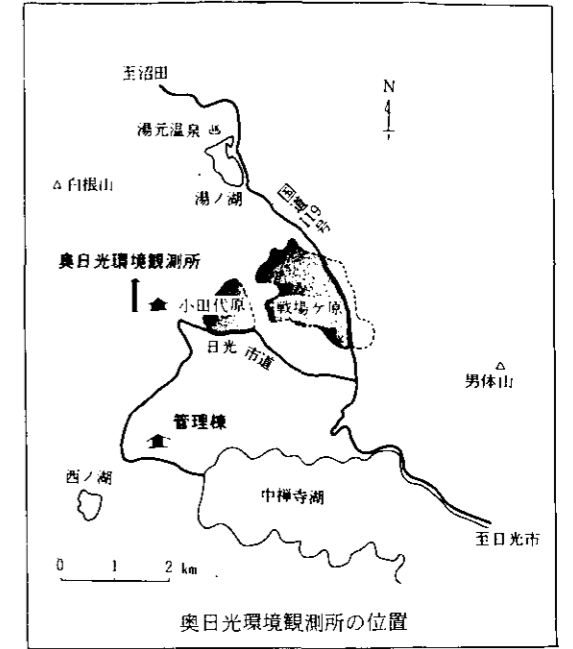 至沼田
N
湯元温泉
白根山
湯ノ湖
国道119号
奥日光環境観測所
小田代原
戦場ケ原
日光市道
男体山
管理棟
西ノ湖
中禅寺湖
至日光市
0 1 2 km
奥日光環境観測所の位置